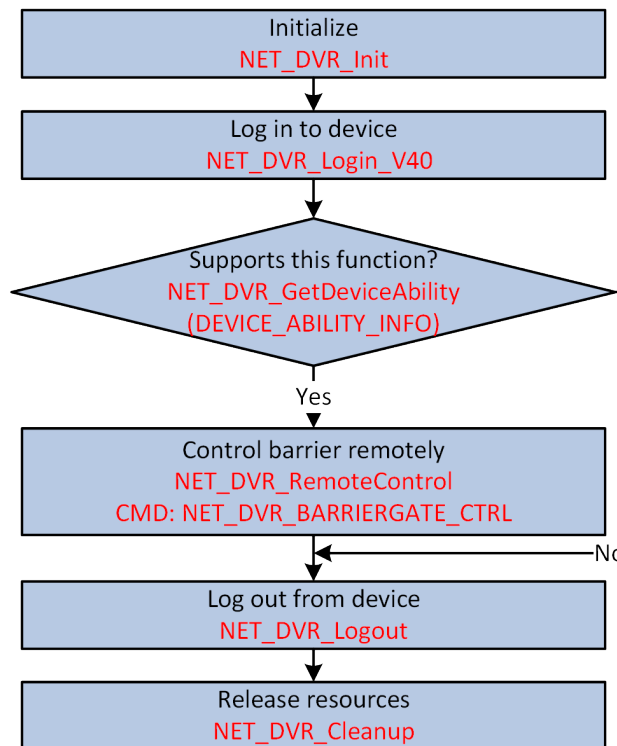 Initialize
NET_DVR_Init
Log in to device
NET_DVR_Login_V40
Supports this function?
NET_DVR_GetDeviceAbility
(DEVICE_ABILITY_INFO)
Yes
Control barrier remotely
NET_DVR_RemoteControl
CMD: NET_DVR_BARRIERGATE_CTRL
No
Log out from device
NET_DVR_Logout
Release resources
NET_DVR_Cleanup